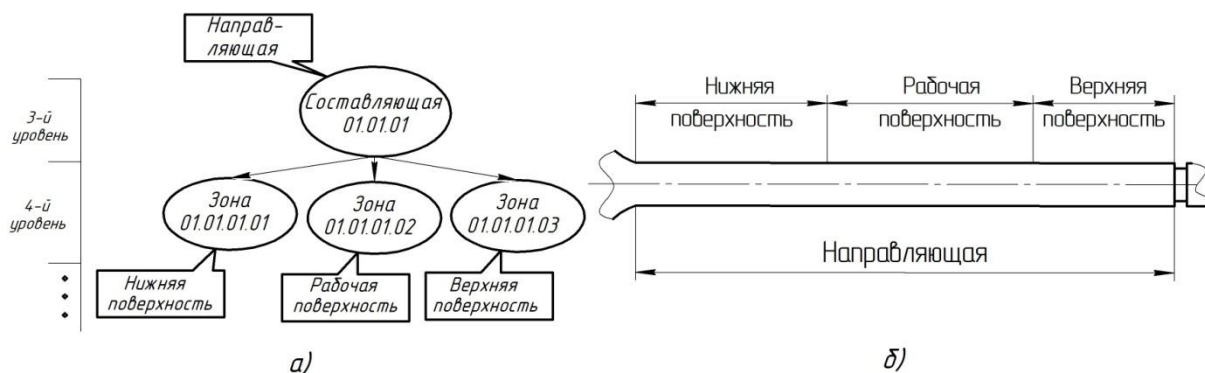 Направ-
ляющая
Составляющая
01.01.01
3-й
уровень
4-й
уровень
Зона
01.01.01.01
Зона
01.01.01.02
Зона
01.01.01.03
Нижняя
поверхность
Рабочая
поверхность
Верхняя
поверхность
а)
Нижняя
поверхность
Рабочая
поверхность
Верхняя
поверхность
Направляющая
б)